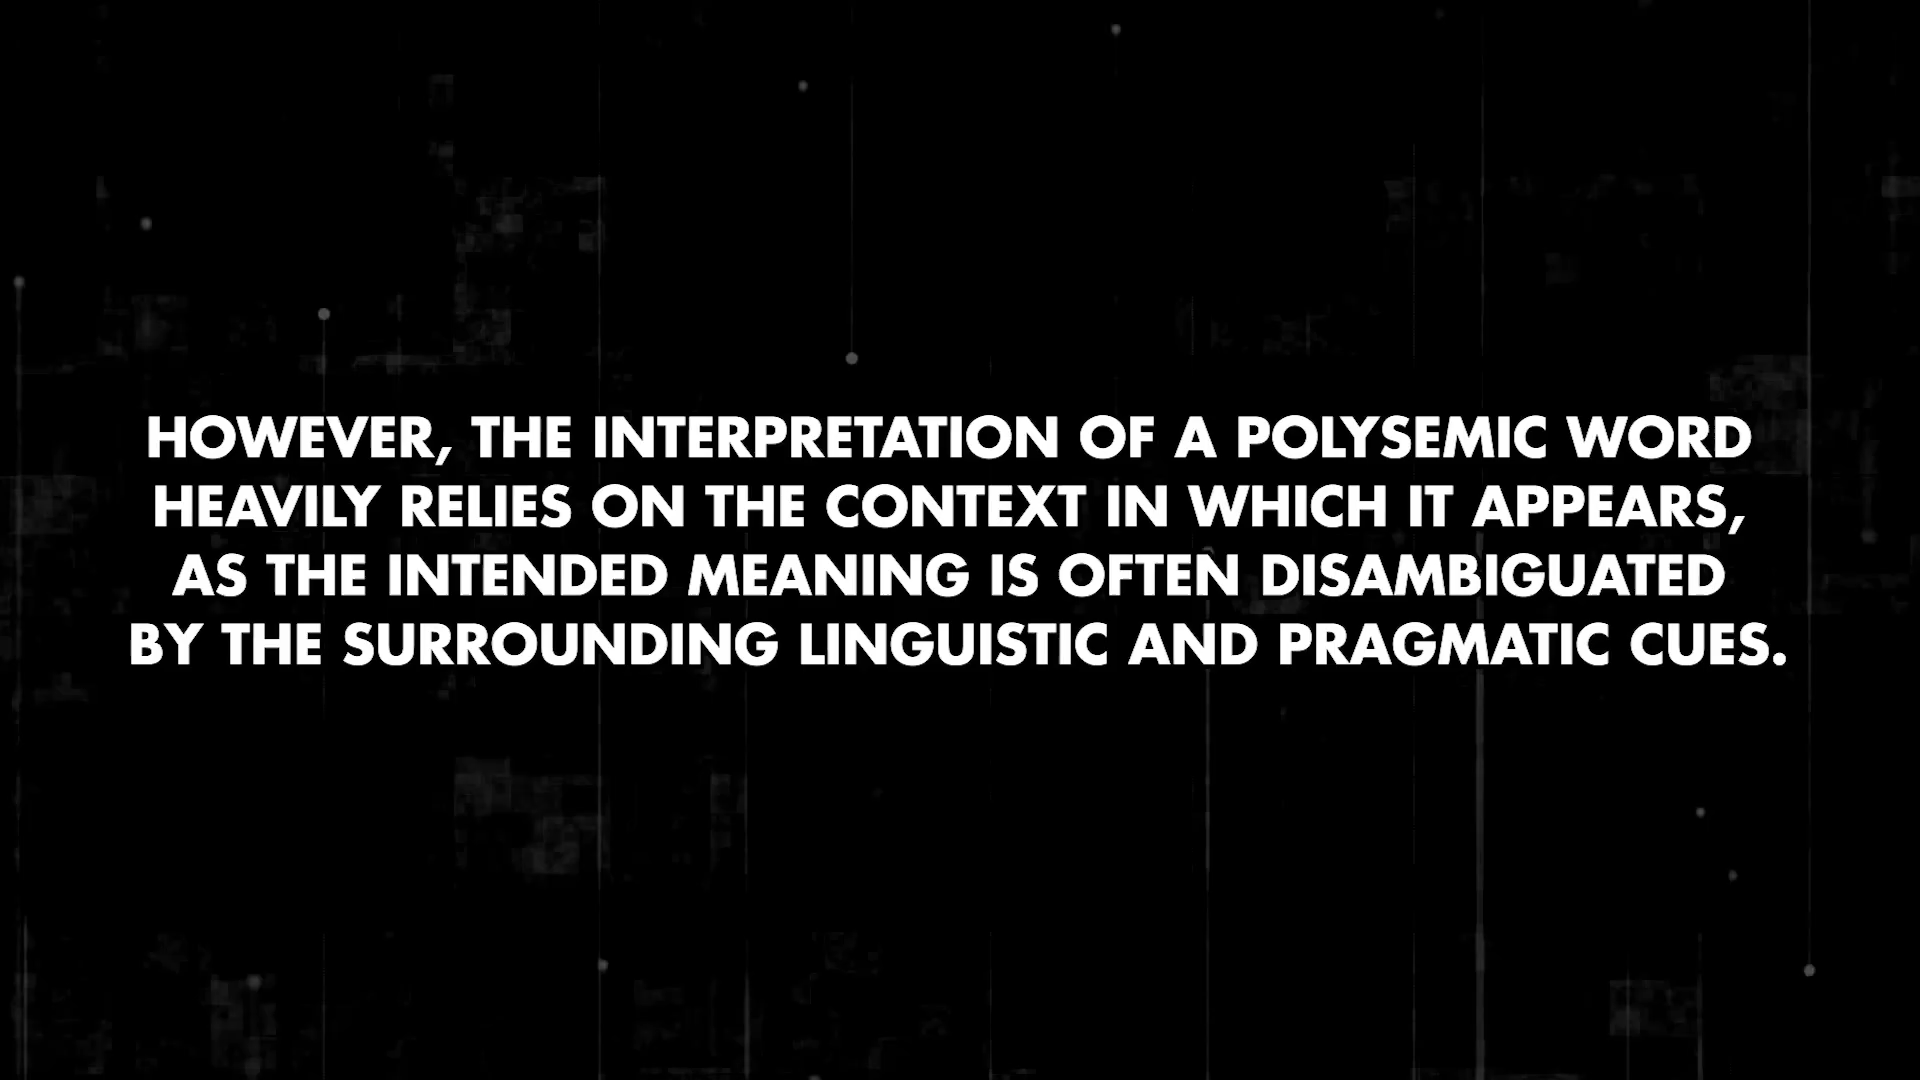 HOWEVER, THE INTERPRETATION OF A POLYSEMIC WORD
HEAVILY RELIES ON THE CONTEXT IN WHICH IT APPEARS,
AS THE INTENDED MEANING IS OFTEN DISAMBIGUATED
BY THE SURROUNDING LINGUISTIC AND PRAGMATIC CUES.